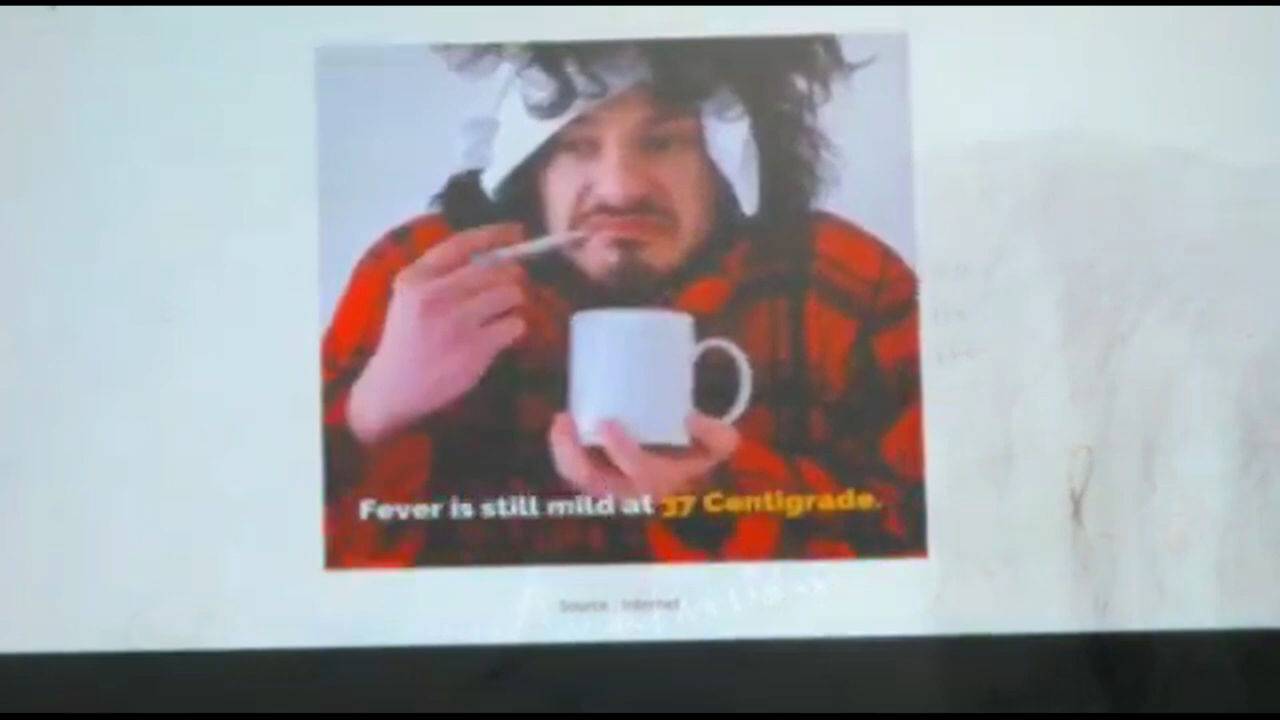 Fever is still mild at 37 Centigrade.
Source : Internet